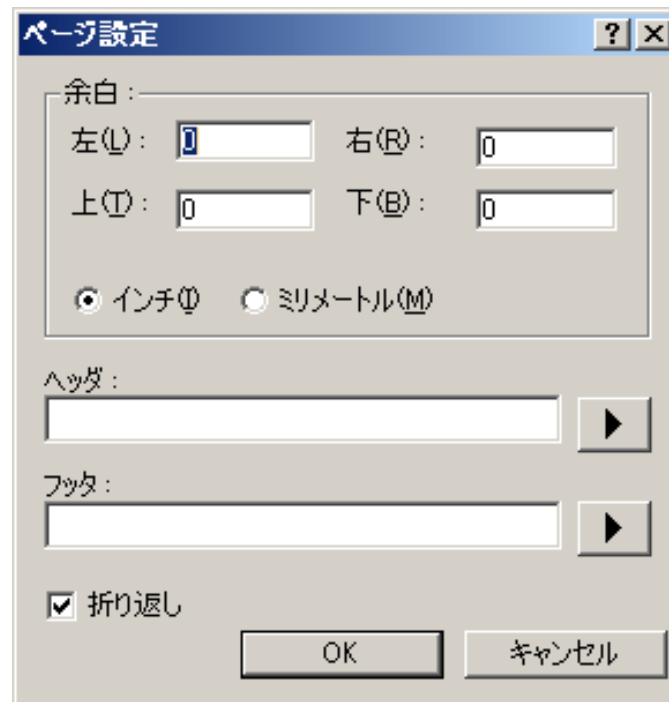 ページ設定
余白:
左(L): 0 右(R): 0
上(T): 0 下(B): 0
インチ(I) ミリメートル(M)
ヘッダ:
フッタ:
折り返し
OK キャンセル